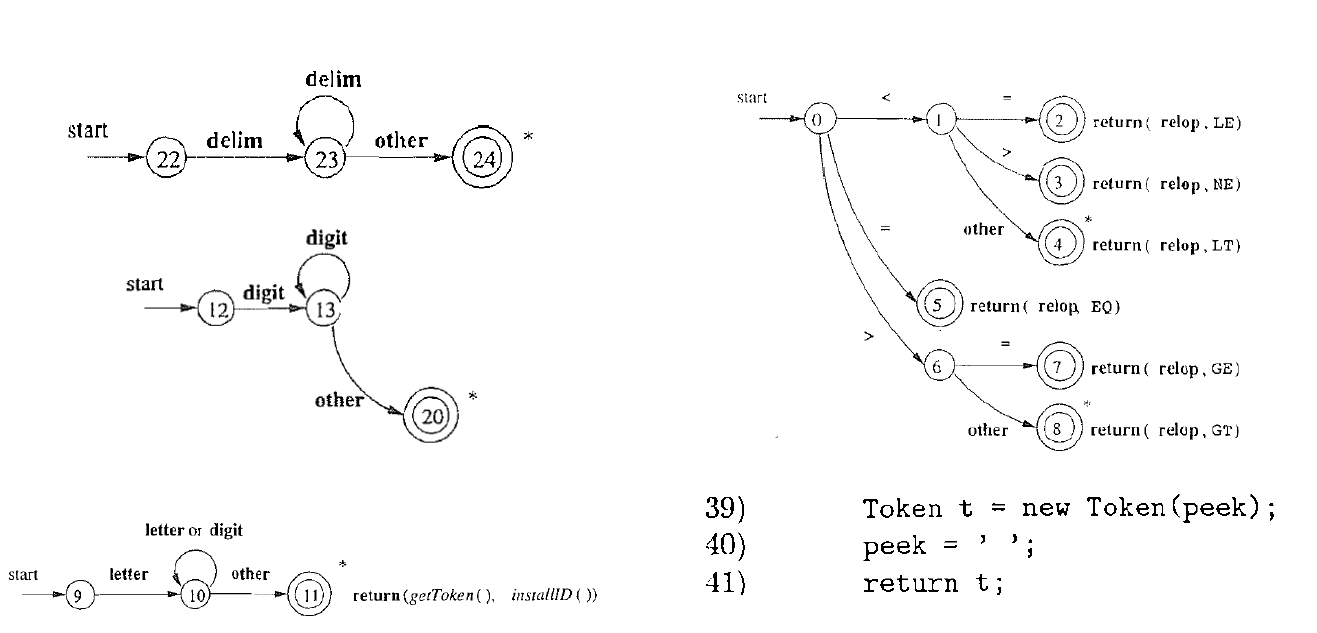 delim
start
delim
other
22
23
24
*
digit
start
digit
12
13
other
20
*
letter or digit
start
letter
other
9
10
11
*
return(getToken(), installID())
start
<
=
0
1
2
return( relop, LE)
>
3
return( relop, NE)
other
*
4
return( relop, LT)
=
5
return( relop, EQ)
>
=
6
7
return( relop, GE)
other
*
8
return( relop, GT)
39) Token t = new Token(peek);
40) peek = ' ';
41) return t;